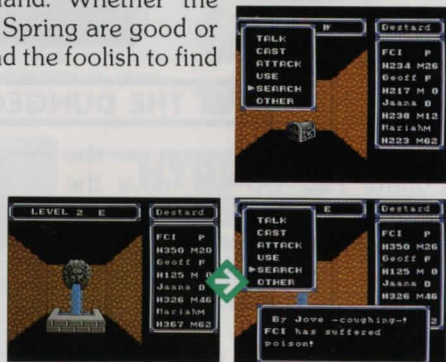 and. Whether the
Spring are good or
nd the foolish to find
W
Destard
TALK
CAST
ATTACK
USE
SEARCH
OTHER
FCI P
H234 M26
Geoff F
H217 M 0
Jaana D
H238 M12
MariahM
H223 M62
LEVEL 2 E
Destard
FCI P
H350 M20
Geoff F
H125 M 0
Jaana D
H326 M46
MariahM
H367 M62
E
Destard
TALK
CAST
ATTACK
USE
SEARCH
OTHER
FCI P
H350 M26
Geoff F
H125 M 0
Jaana D
H326 M46
By Jove -coughing-!
FCI has suffered
poison!